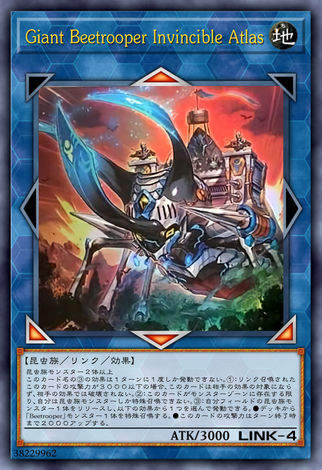 Giant Beetrooper Invincible Atlas
地
【昆虫族／リンク／効果】
昆虫族モンスター２体以上
このカード名の③の効果は１ターンに１度しか発動できない。①：リンク召喚された
このカードの攻撃力が３０００以下の場合、このカードは相手の効果の対象になら
ず、相手の効果では破壊されない。②：このカードがモンスターゾーンに存在する限
り、自分は昆虫族モンスターしか特殊召喚できない。③：自分フィールドの昆虫族モ
ンスター１体をリリースし、以下の効果から１つを選んで発動できる。●デッキから
「Beetrooper」モンスター１体を特殊召喚する。●このカードの攻撃力はターン終了時
まで２０００アップする。
ATK/3000 LINK-4
38229962